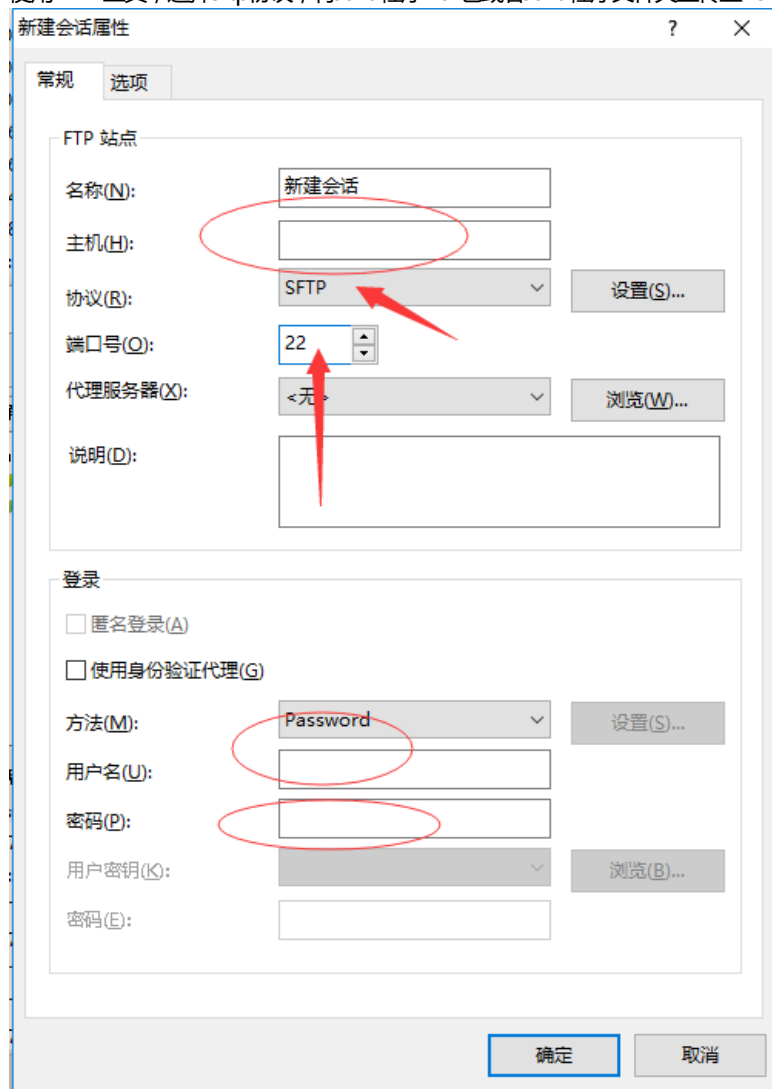 新建会话属性 ?
常规 选项
FTP 站点
名称(N): 新建会话
主机(H):
协议(R): SFTP 设置(S)...
端口号(O): 22
代理服务器(X): <无> 浏览(W)...
说明(D):
登录
匿名登录(A)
使用身份验证代理(G)
方法(M): Password 设置(S)...
用户名(U):
密码(P):
用户密钥(K): 浏览(B)...
密码(E):
确定 取消